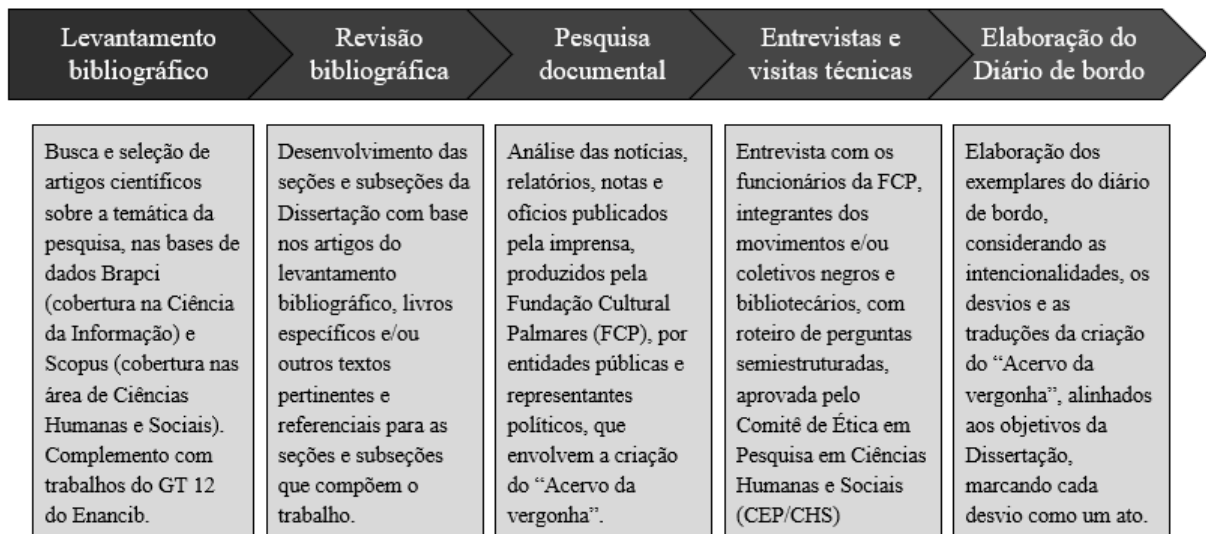 Levantamento
bibliográfico
Revisão
bibliográfica
Pesquisa
documental
Entrevistas e
visitas técnicas
Elaboração do
Diário de bordo
Busca e seleção de
artigos científicos
sobre a temática da
pesquisa, nas bases de
dados Brapci
(cobertura na Ciência
da Informação) e
Scopus (cobertura nas
área de Ciências
Humanas e Sociais).
Complemento com
trabalhos do GT 12
do Enancib.
Desenvolvimento das
seções e subseções da
Dissertação com base
nos artigos do
levantamento
bibliográfico, livros
específicos e/ou
outros textos
pertinentes e
referenciais para as
seções e subseções
que compõem o
trabalho.
Análise das notícias,
relatórios, notas e
ofícios publicados
pela imprensa,
produzidos pela
Fundação Cultural
Palmares (FCP), por
entidades públicas e
representantes
políticos, que
envolvem a criação
do “Acervo da
vergonha”.
Entrevista com os
funcionários da FCP,
integrantes dos
movimentos e/ou
coletivos negros e
bibliotecários, com
roteiro de perguntas
semiestruturadas,
aprovada pelo
Comitê de Ética em
Pesquisa em Ciências
Humanas e Sociais
(CEP/CHS)
Elaboração dos
exemplares do diário
de bordo,
considerando as
intencionalidades, os
desvios e as
traduções da criação
do “Acervo da
vergonha”, alinhados
aos objetivos da
Dissertação,
marcando cada
desvio como um ato.